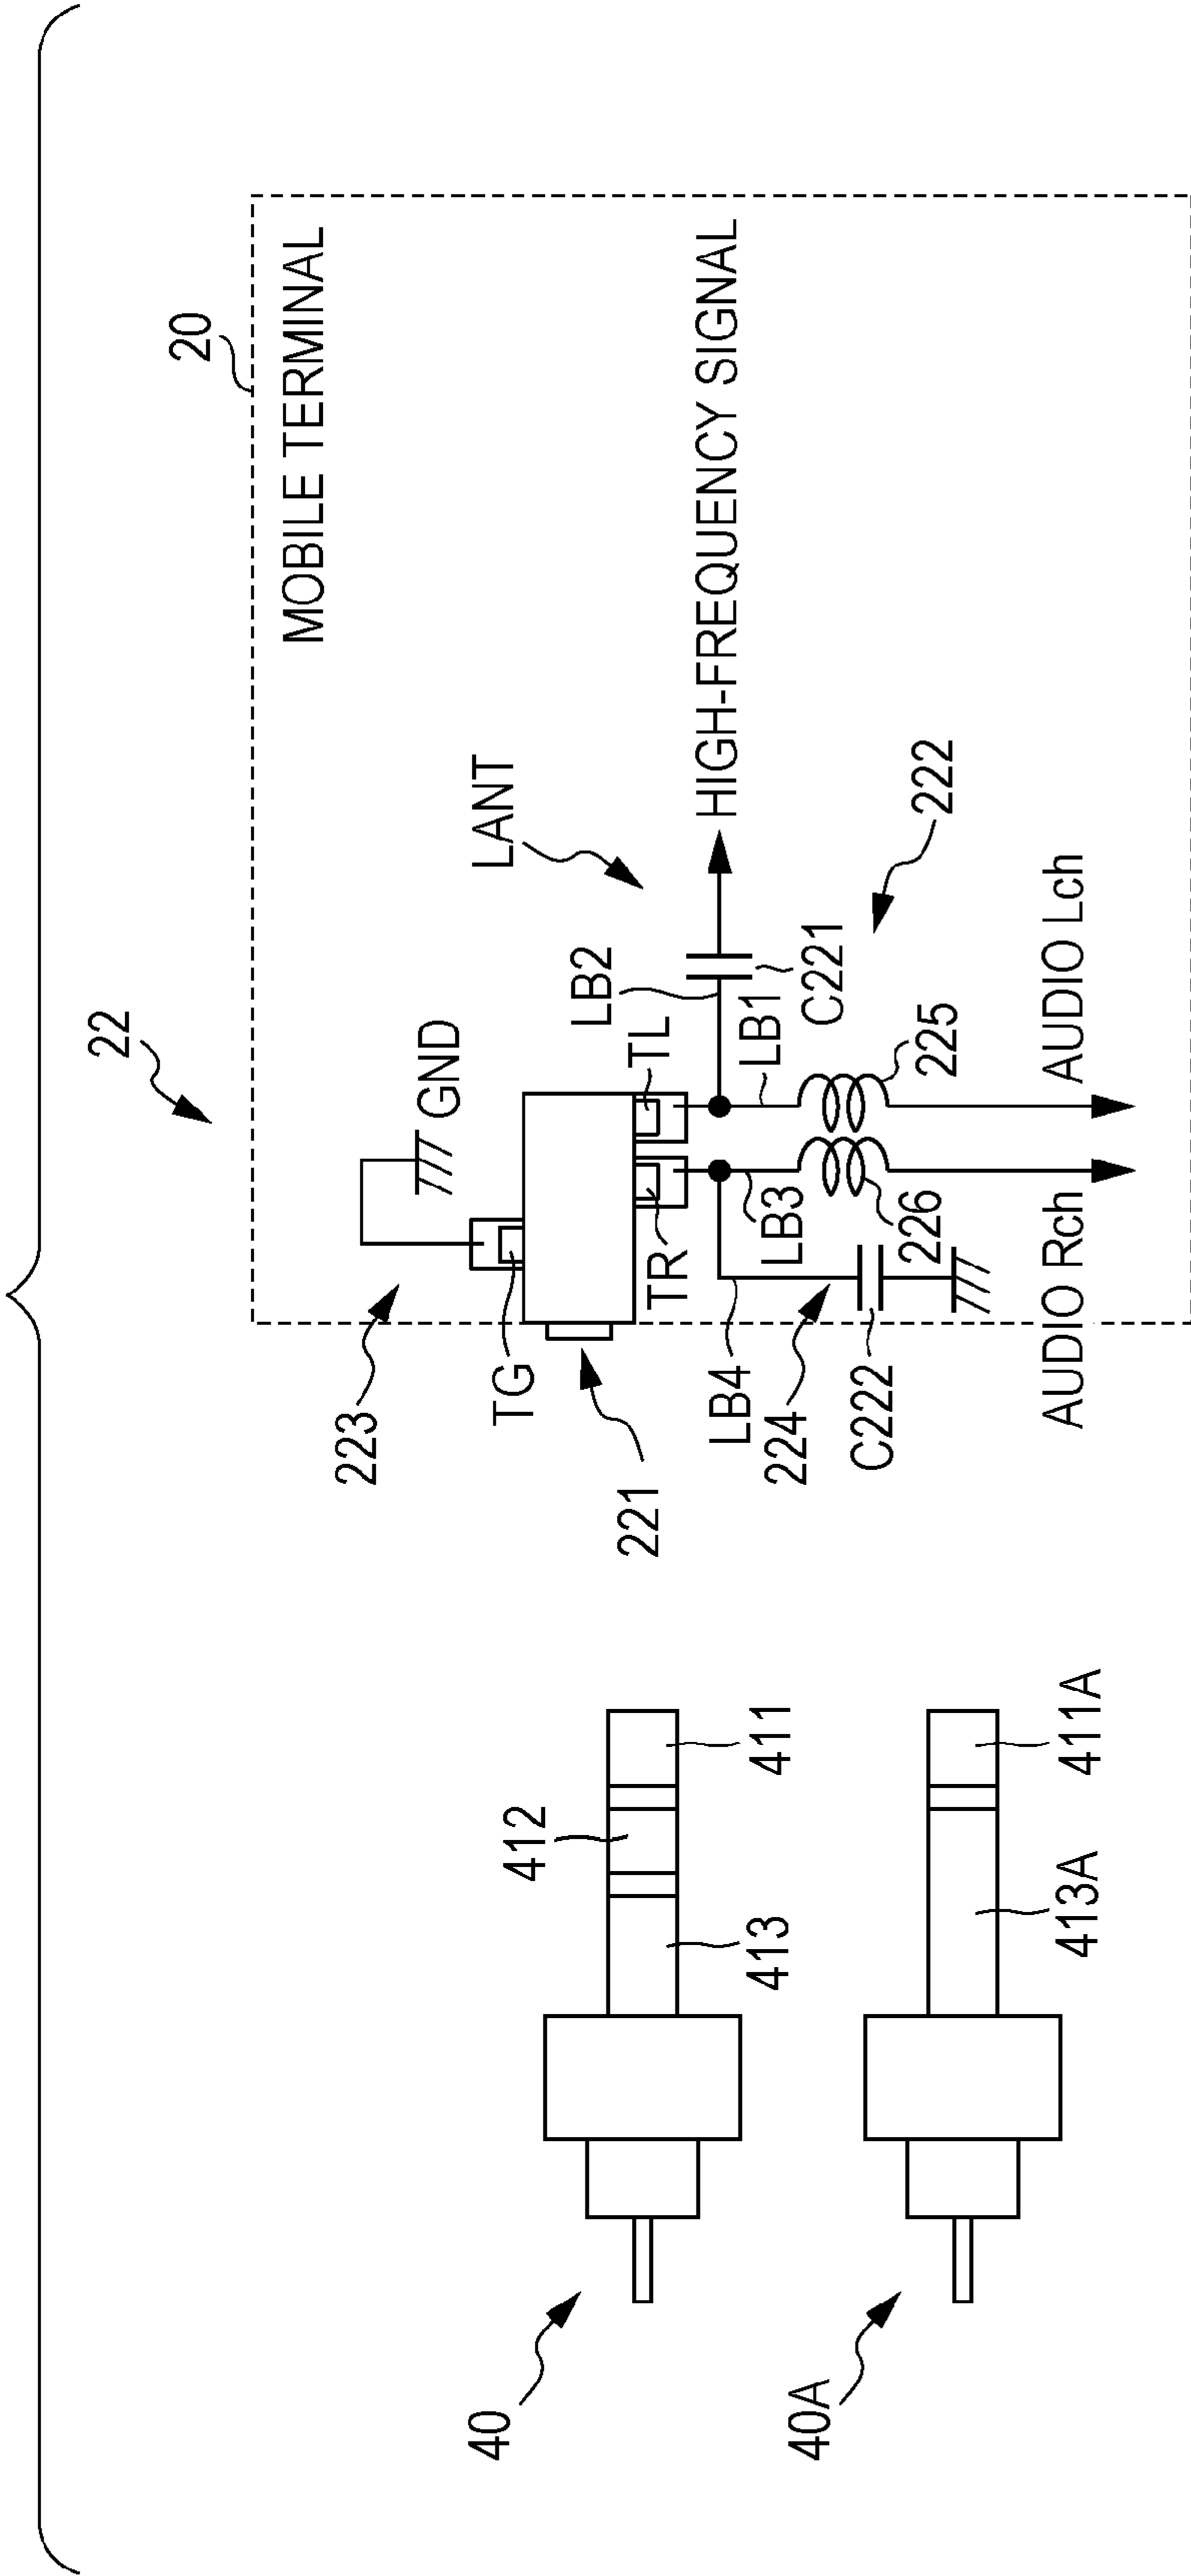 22
20
MOBILE TERMINAL
223
GND
TG
LANT
221
LB2
TL
TR
HIGH-FREQUENCY SIGNAL
LB4
LB3
LB1
C221
224
222
C222
226
225
AUDIO Rch
AUDIO Lch
40
412
413
411
40A
413A
411A